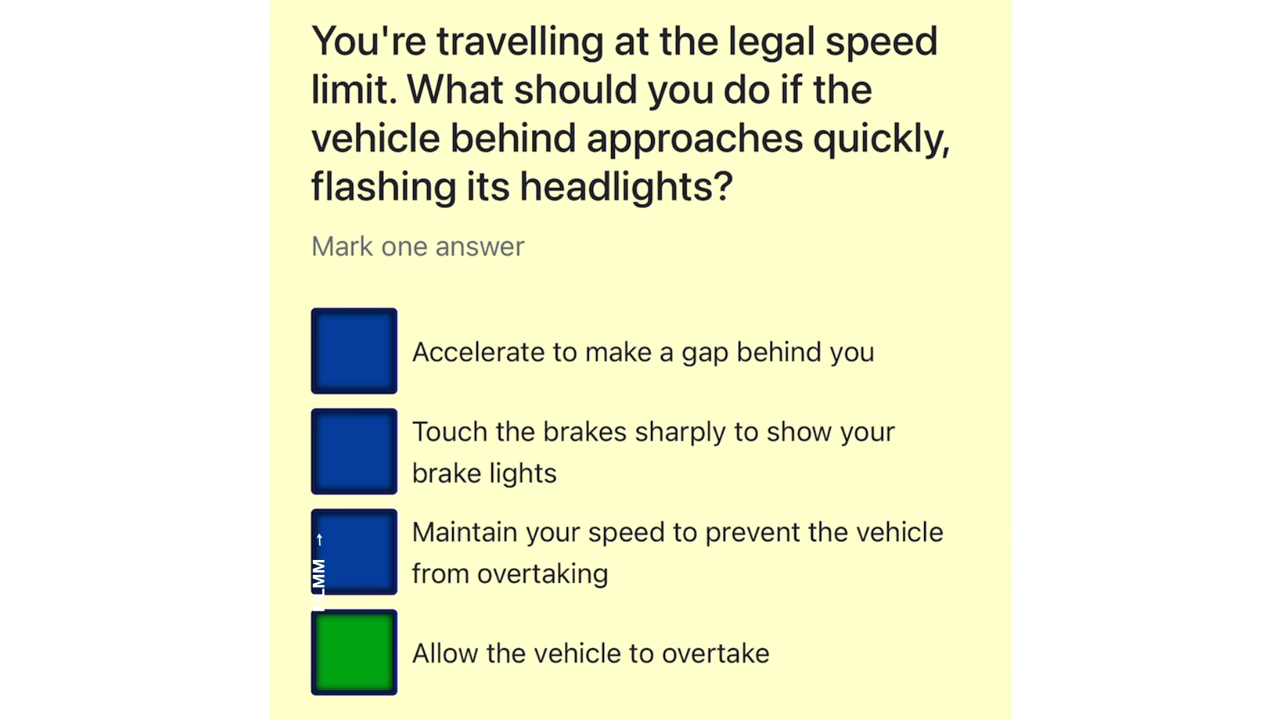 You're travelling at the legal speed
limit. What should you do if the
vehicle behind approaches quickly,
flashing its headlights?
Mark one answer
Accelerate to make a gap behind you
Touch the brakes sharply to show your
brake lights
Maintain your speed to prevent the vehicle
from overtaking
Allow the vehicle to overtake